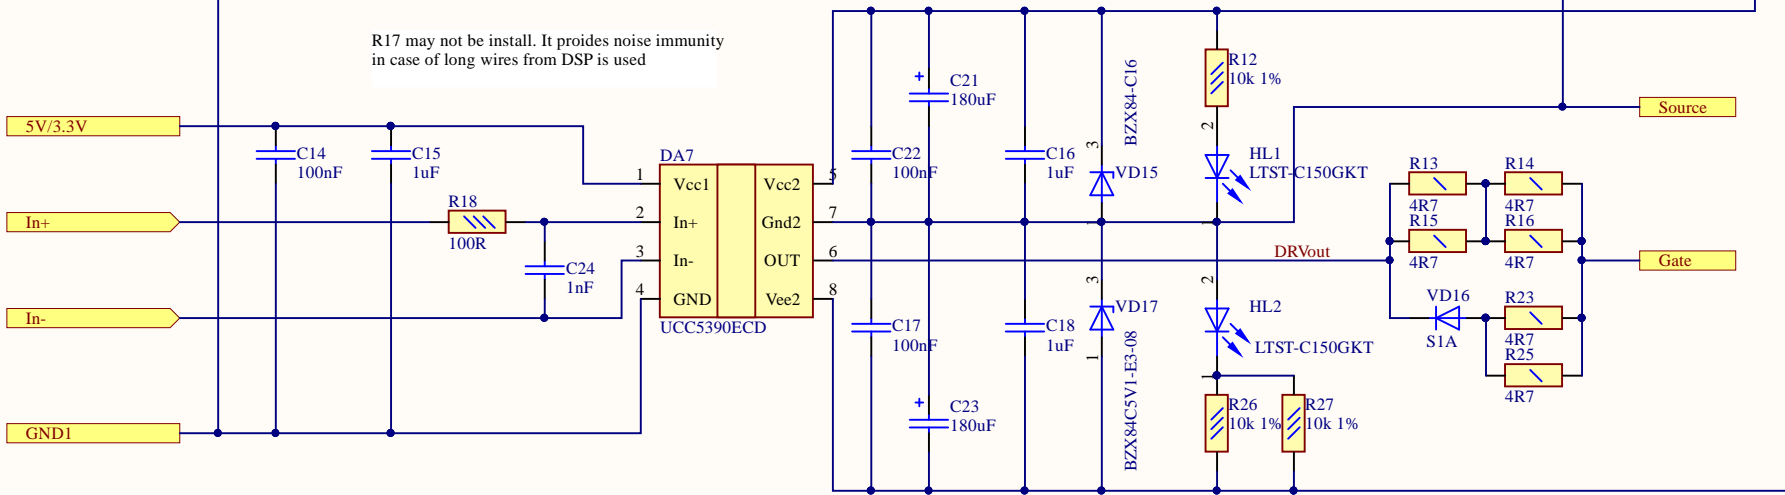 R17 may not be install. It proides noise immunity
in case of long wires from DSP is used
5V/3.3V
In+
In-
GND1
C14
100nF
C15
1uF
R18
100R
C24
1nF
DA7
1
2
3
4
Vcc1
In+
In-
GND
Vcc2
Gnd2
OUT
Vee2
5
7
6
8
UCC5390ECD
C21
180uF
C22
100nF
C16
1uF
3
VD15
1
BZX84-C16
R12
10k 1%
2
HL1
LTST-C150GKT
1
C17
100nF
C23
180uF
C18
1uF
3
VD17
1
BZX84C5V1-E3-08
2
HL2
LTST-C150GKT
1
R26
10k 1%
R27
10k 1%
DRVout
R13
4R7
R14
4R7
R15
4R7
R16
4R7
VD16
S1A
R23
4R7
R25
4R7
Source
Gate